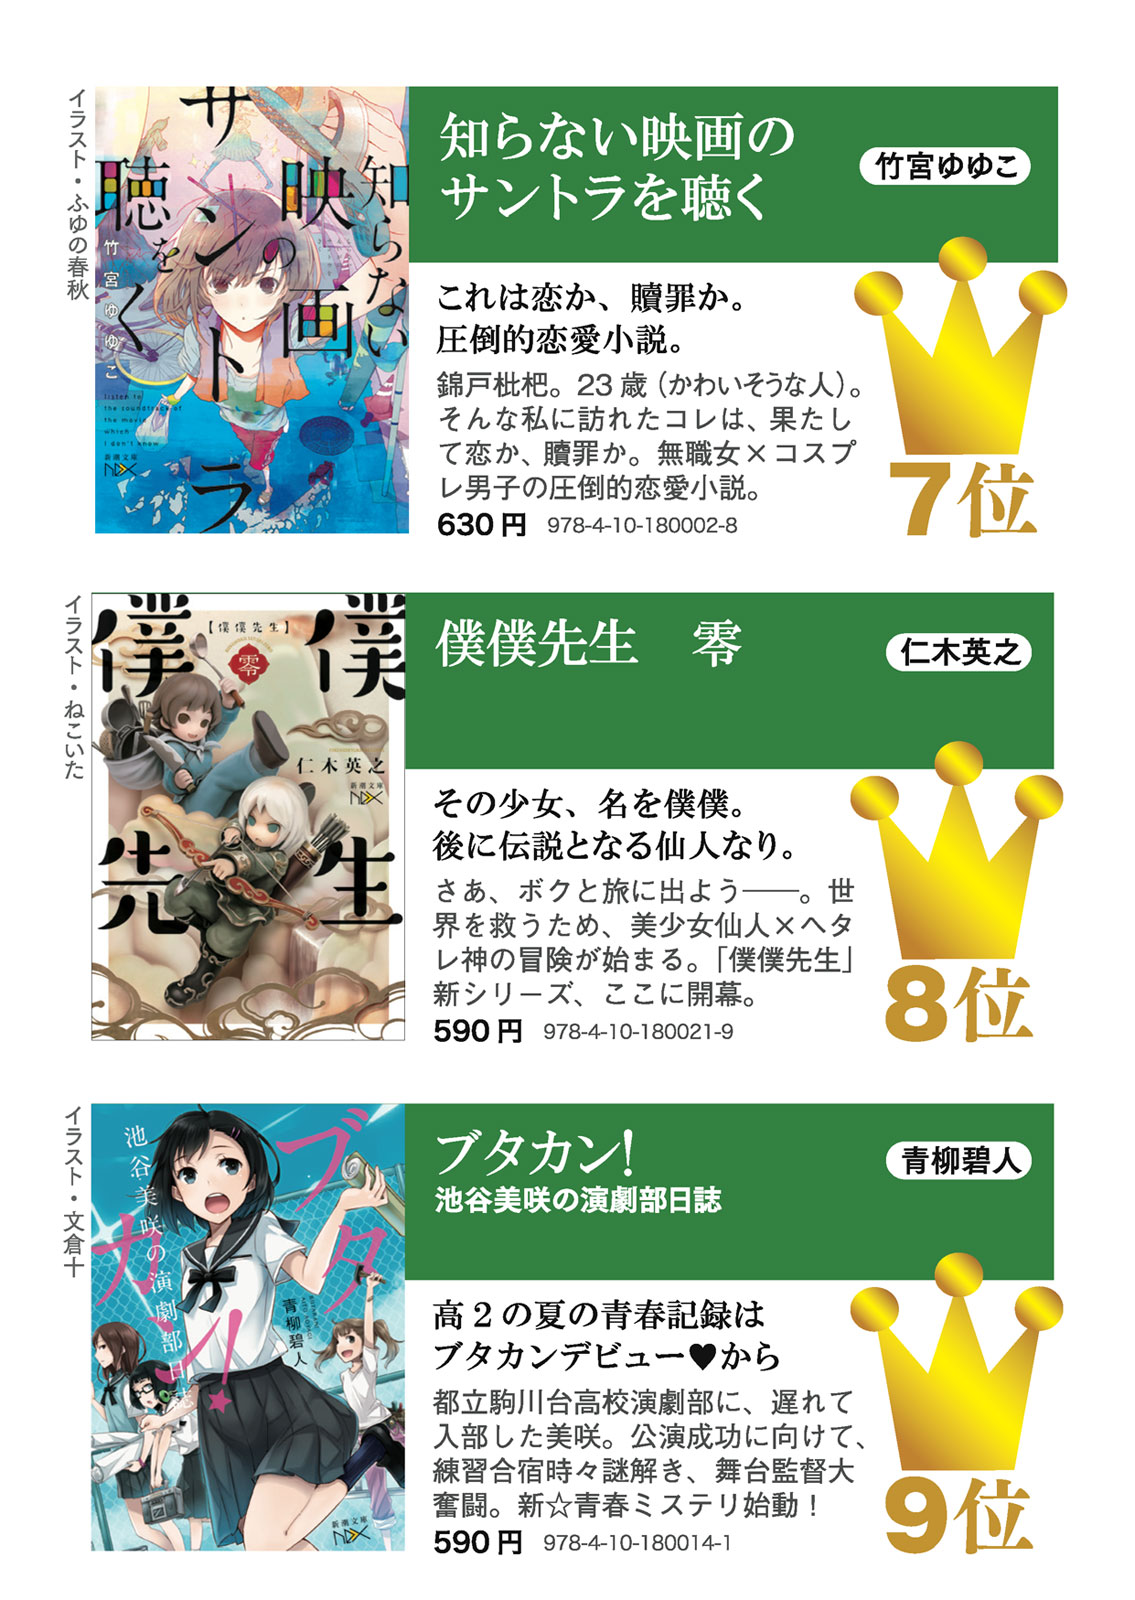 イラスト・ふゆの春秋
知らない
映画の
サントラ
を聴く
竹宮ゆゆこ
listen to
the soundtrack of
the movie
which
I don't know
新潮文庫
NEX
知らない映画の
サントラを聴く
竹宮ゆゆこ
これは恋か、贖罪か。
圧倒的恋愛小説。
錦戸枇杷。23歳（かわいそうな人）。
そんな私に訪れたコレは、果たし
て恋か、贖罪か。無職女×コスプ
レ男子の圧倒的恋愛小説。
630円 978-4-10-180002-8
7位
イラスト・ねこいた
僕僕
先生
【僕僕先生】
零
仁木英之
新潮文庫
NEX
僕僕先生　零
仁木英之
その少女、名を僕僕。
後に伝説となる仙人なり。
さあ、ボクと旅に出よう――。世
界を救うため、美少女仙人×ヘタ
レ神の冒険が始まる。「僕僕先生」
新シリーズ、ここに開幕。
590円 978-4-10-180021-9
8位
イラスト・文倉十
ブタカン!
池谷美咲の演劇部日誌
青柳碧人
新潮文庫
NEX
ブタカン!
池谷美咲の演劇部日誌
青柳碧人
高2の夏の青春記録は
ブタカンデビュー♥から
都立駒川台高校演劇部に、遅れて
入部した美咲。公演成功に向けて、
練習合宿時々謎解き、舞台監督大
奮闘。新☆青春ミステリ始動！
590円 978-4-10-180014-1
9位